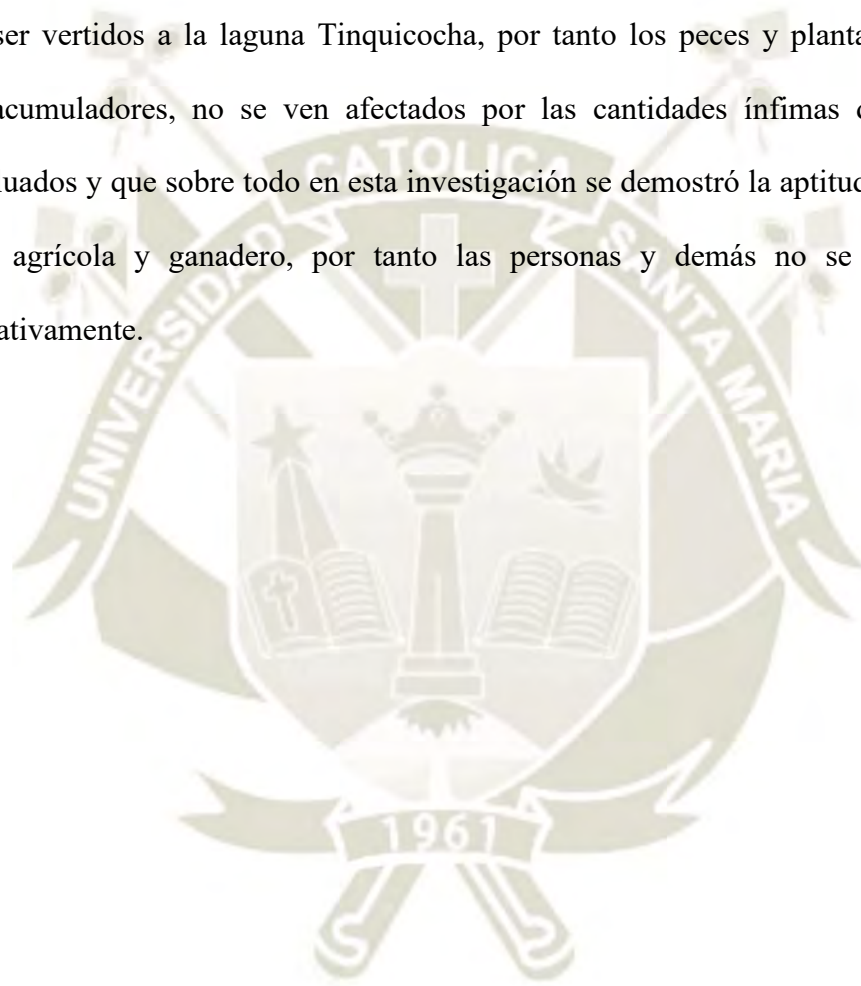 ser vertidos a la laguna Tinquicocha, por tanto los peces y planta
acumuladores, no se ven afectados por las cantidades ínfimas
luados y que sobre todo en esta investigación se demostró la aptitud
agrícola y ganadero, por tanto las personas y demás no se
ativamente.
UNIVERSIDAD CATOLICA SANTA MARIA
1961